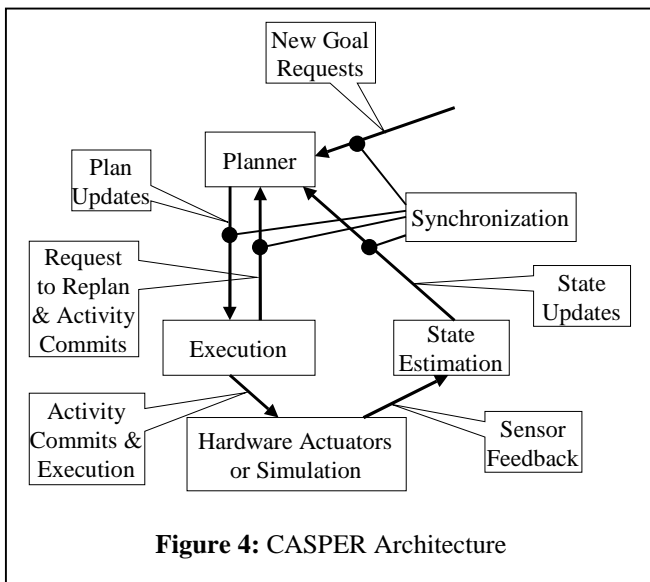 New Goal
Requests
Planner
Plan
Updates
Synchronization
Request
to Replan
& Activity
Commits
State
Updates
Execution
State
Estimation
Activity
Commits &
Execution
Hardware Actuators
or Simulation
Sensor
Feedback
Figure 4: CASPER Architecture